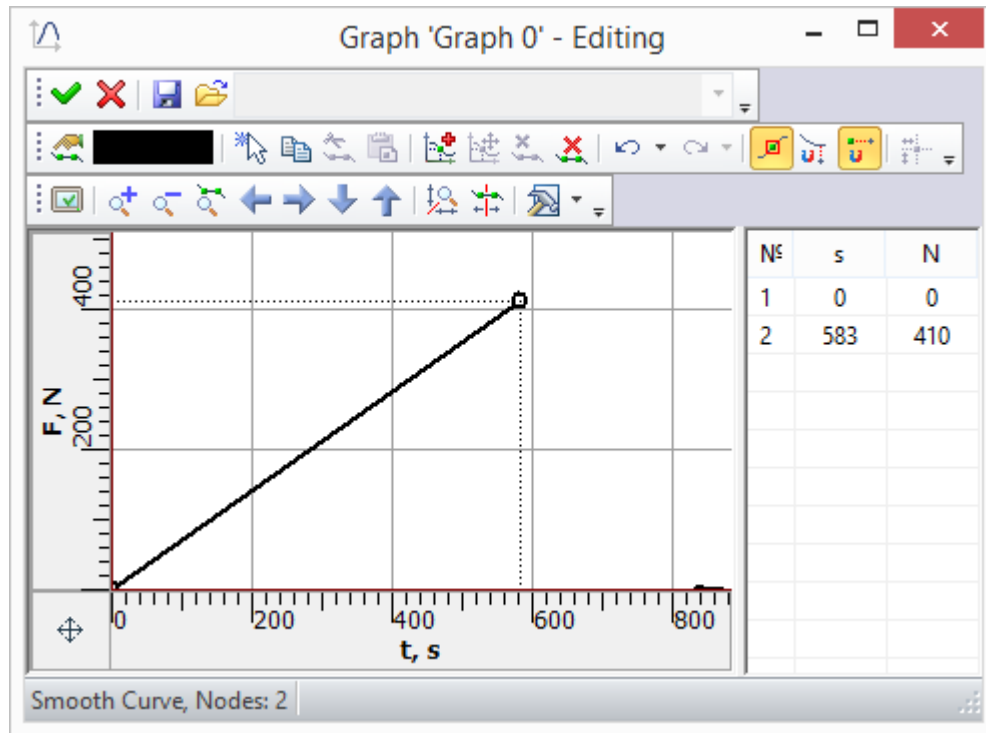 Graph 'Graph 0' - Editing
№ s N
1 0 0
2 583 410
400
200
F, N
0 200 400 600 800
t, s
Smooth Curve, Nodes: 2